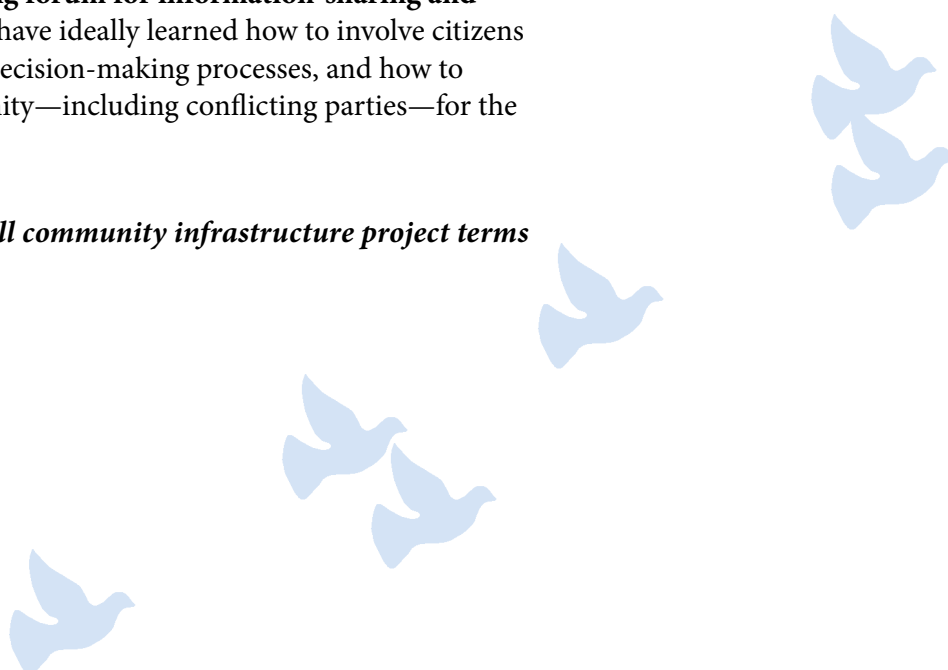 g forum for information-sharing and
have ideally learned how to involve citizens
ecision-making processes, and how to
ity—including conflicting parties—for the
ll community infrastructure project terms